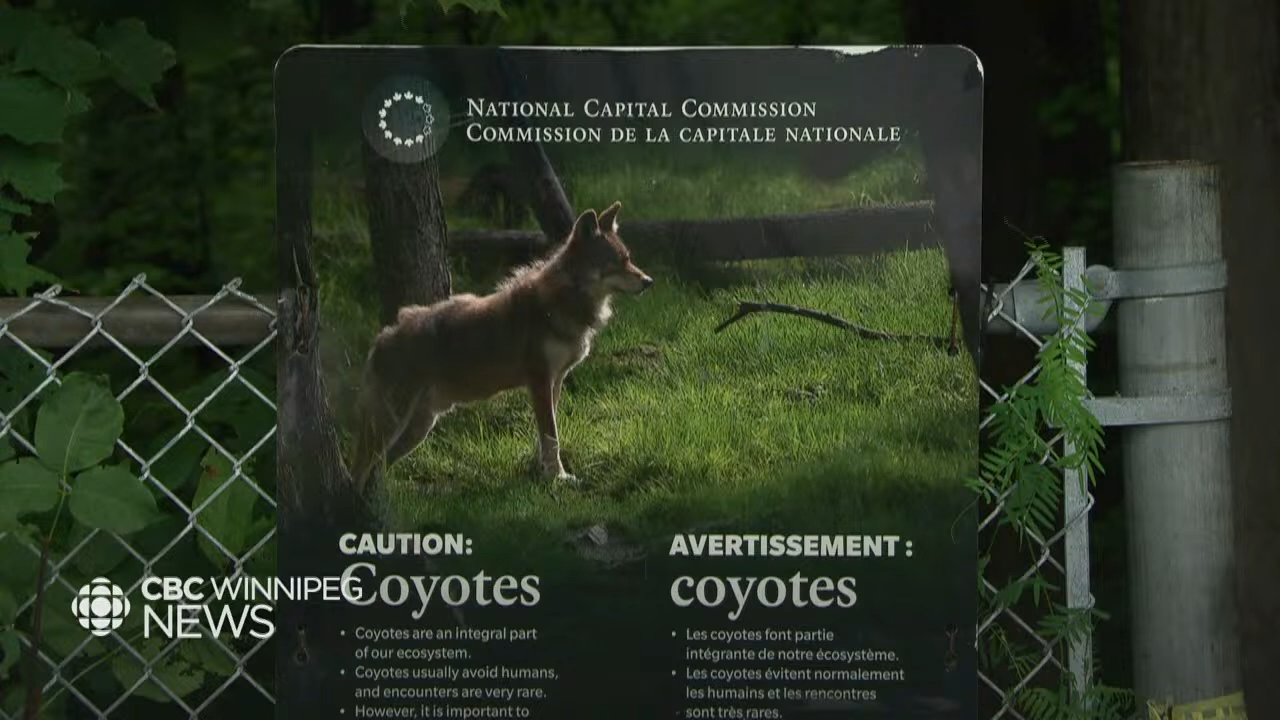 NATIONAL CAPITAL COMMISSION
COMMISSION DE LA CAPITALE NATIONALE
CAUTION:
Coyotes
• Coyotes are an integral part
of our ecosystem.
• Coyotes usually avoid humans,
and encounters are very rare.
• However, it is important to
AVERTISSEMENT :
coyotes
• Les coyotes font partie
intégrante de notre écosystème.
• Les coyotes évitent normalement
les humains et les rencontres
sont très rares.
CBC WINNIPEG
NEWS